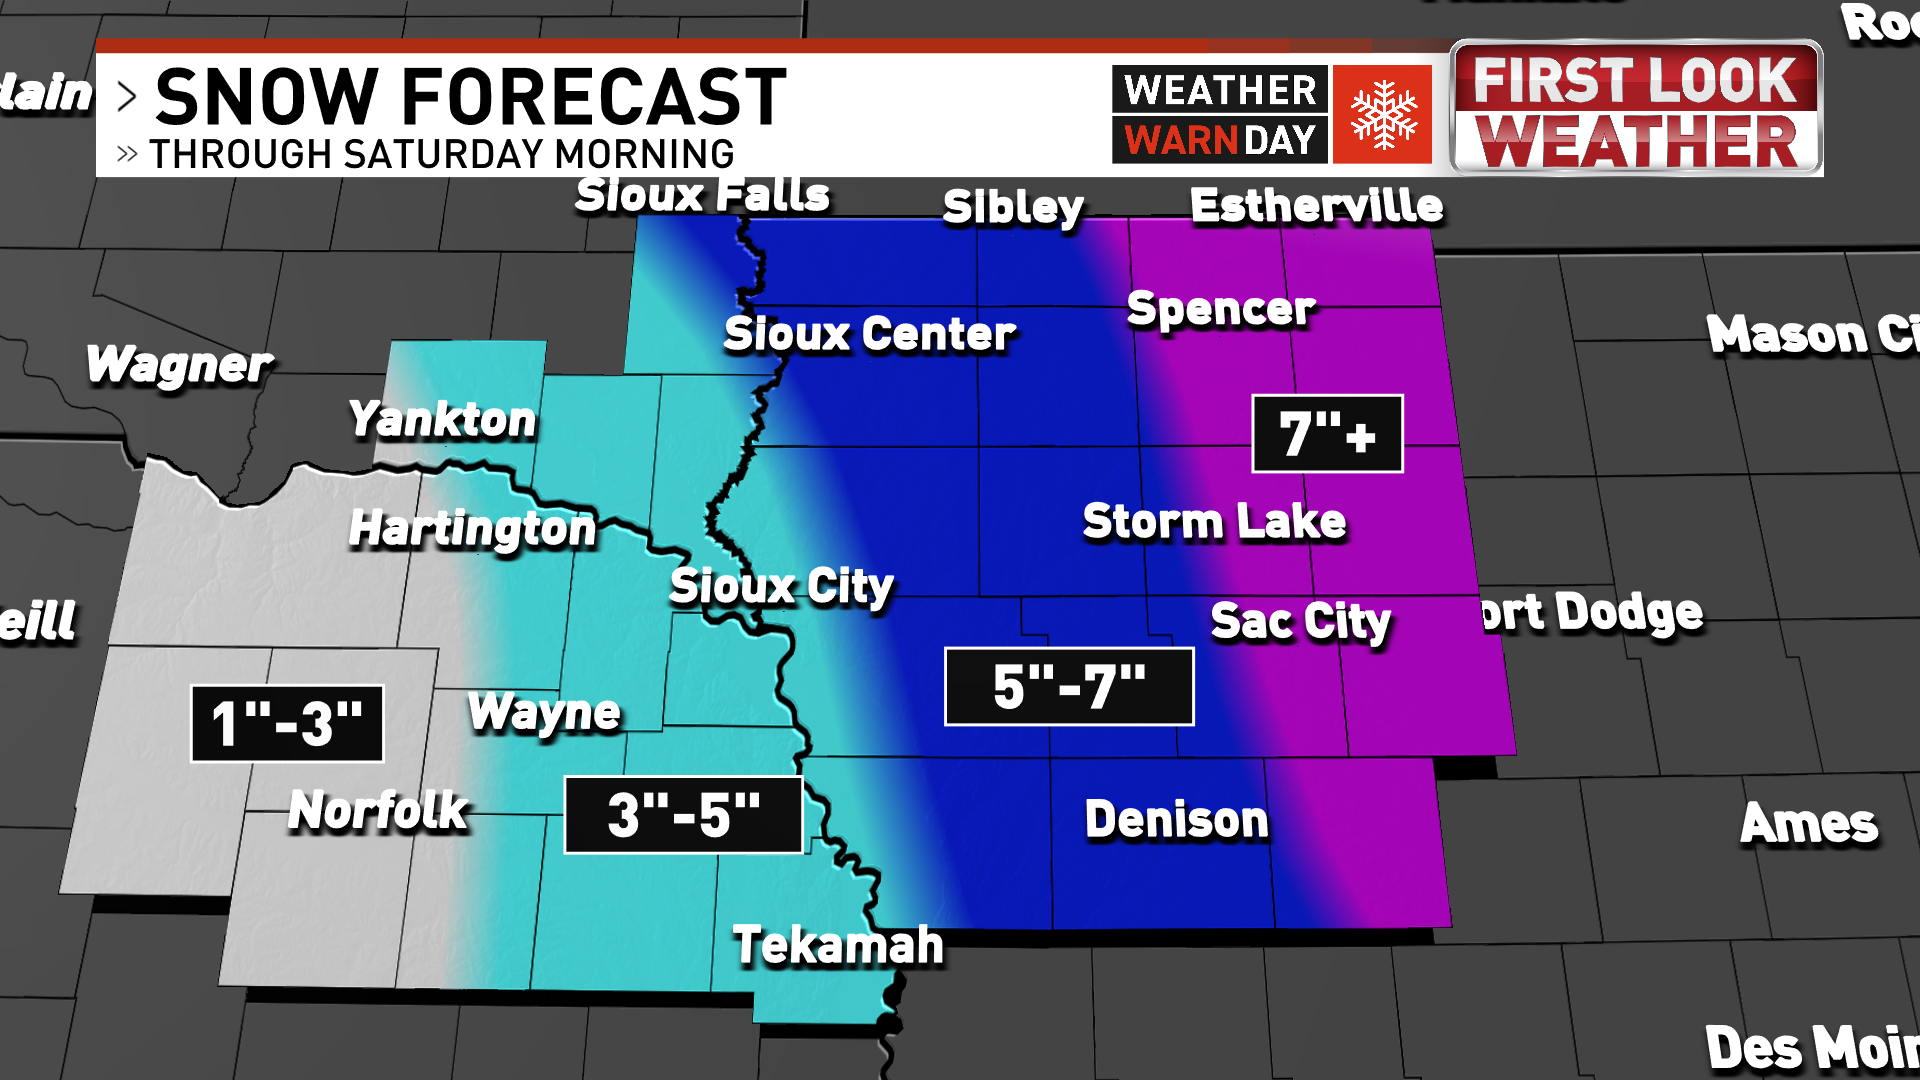 SNOW FORECAST
THROUGH SATURDAY MORNING
WEATHER
WARN DAY
FIRST LOOK
WEATHER
Sioux Falls
Sibley
Estherville
Spencer
Sioux Center
Wagner
Yankton
7"+
Hartington
Storm Lake
Sioux City
Sac City
ort Dodge
1"-3"
5"-7"
Wayne
Norfolk
3"-5"
Denison
Ames
Tekamah
Mason Ci
Des Moin
eill
lain
Roc